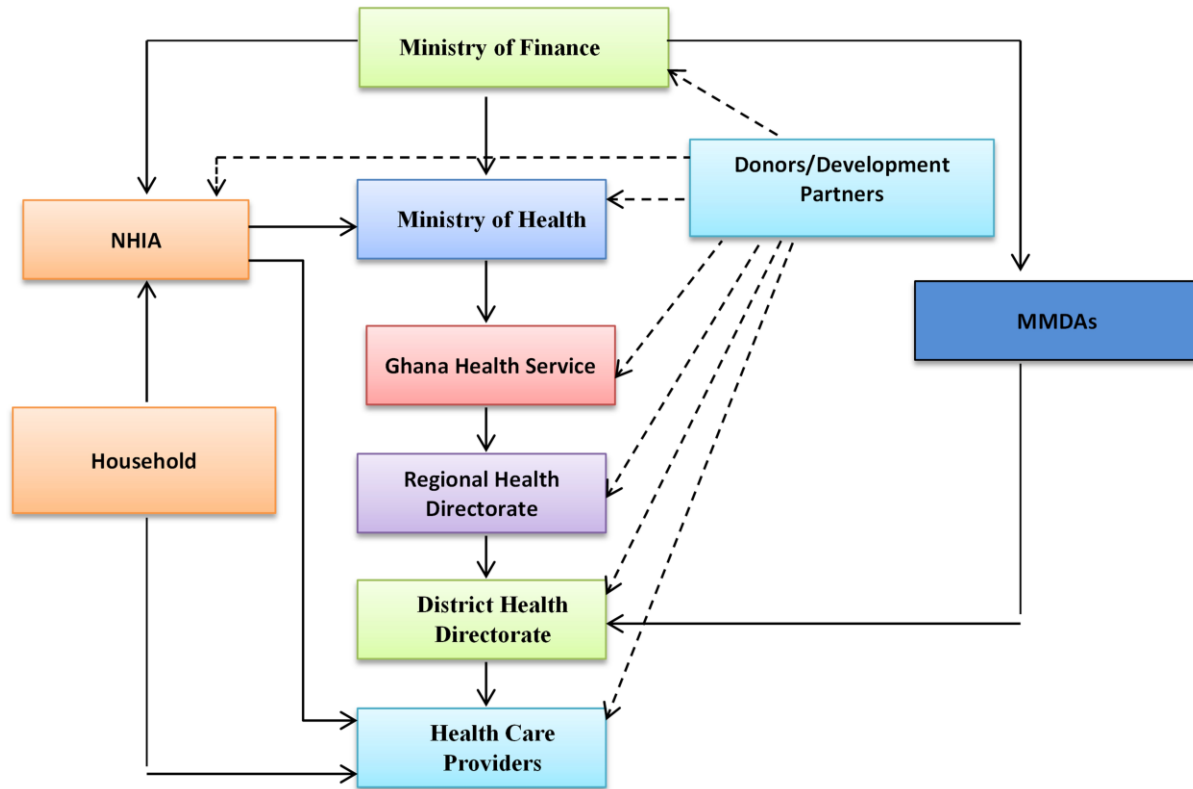 Ministry of Finance
Donors/Development
Partners
Ministry of Health
NHIA
MMDAs
Ghana Health Service
Household
Regional Health
Directorate
District Health
Directorate
Health Care
Providers